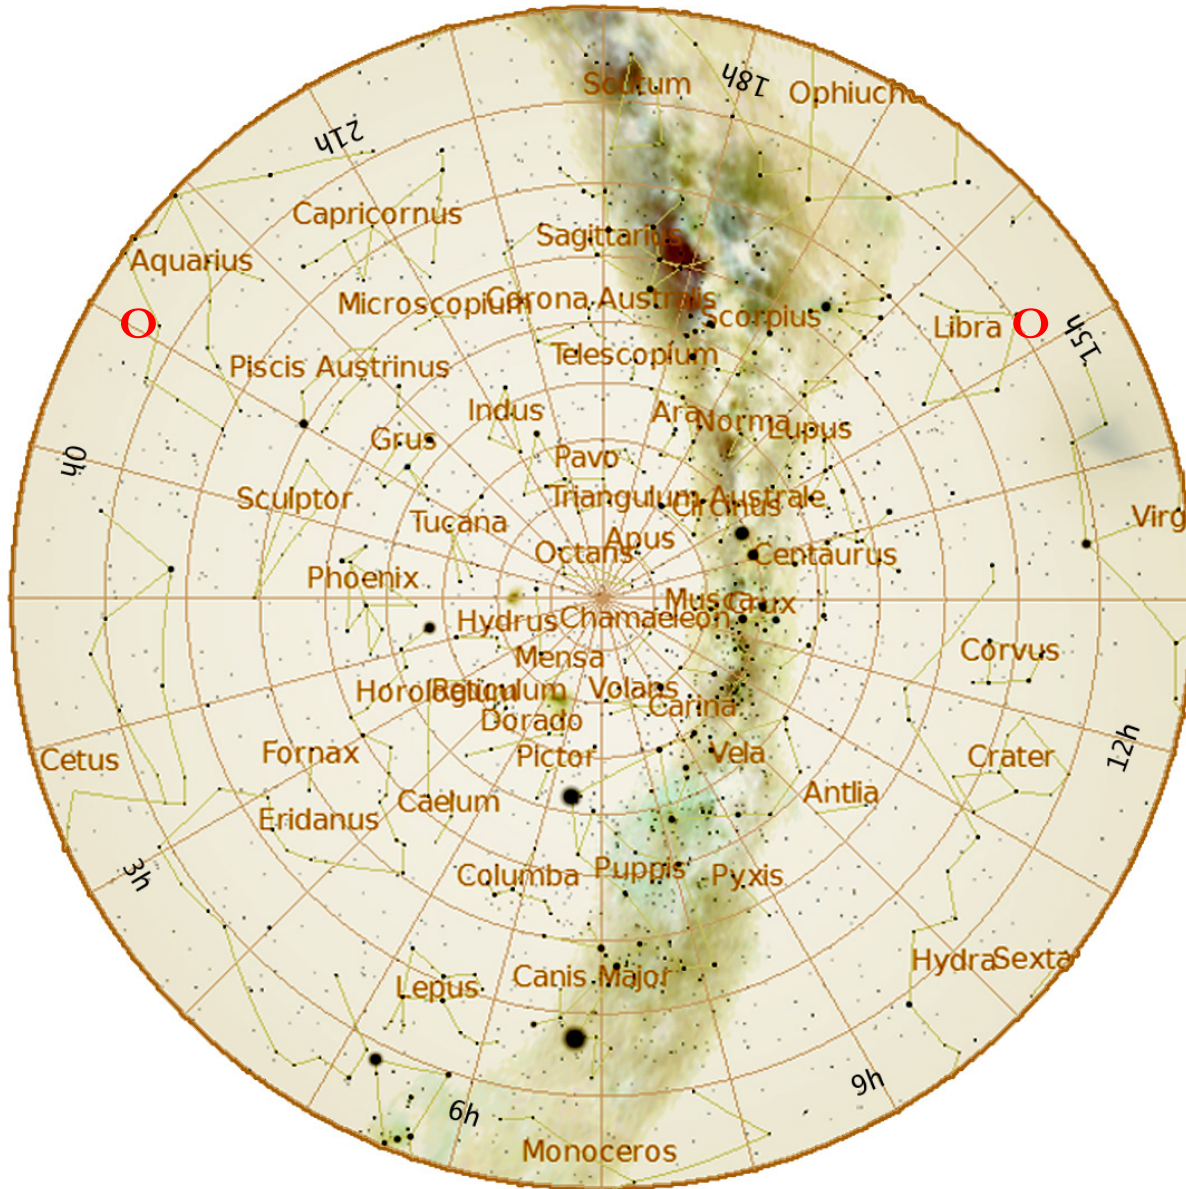 Scutum
18h
Ophiuchu
21h
Capricornus
Sagittarius
Aquarius
Microscopium
Corona Australis
Scorpius
Libra
O
O
15h
Telescopium
Piscis Austrinus
Indus
Ara
Norma
Lupus
Grus
Pavo
0h
Sculptor
Triangulum Australe
Circinus
Tucana
Apus
Virg
Octans
Centaurus
Phoenix
Musca
Crux
Hydrus
Chamaeleon
Corvus
Mensa
Horologium
Reticulum
Volans
Carina
Dorado
Cetus
Fornax
Pictor
Vela
Crater
12h
Caelum
Antlia
Eridanus
3h
Columba
Puppis
Pyxis
Hydra
Sexta
Lepus
Canis Major
9h
6h
Monoceros